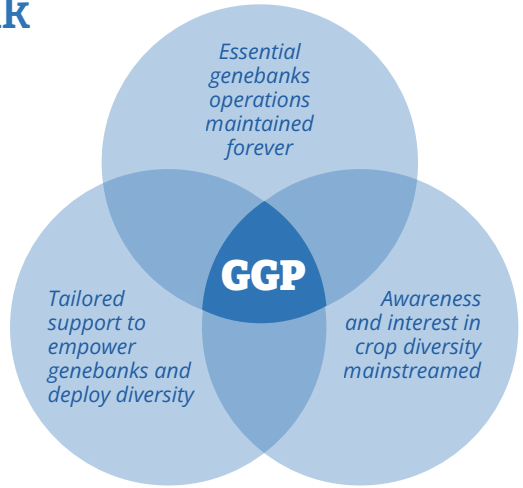 Essential
genebanks
operations
maintained
forever
GGP
Tailored
support to
empower
genebanks and
deploy diversity
Awareness
and interest in
crop diversity
mainstreamed